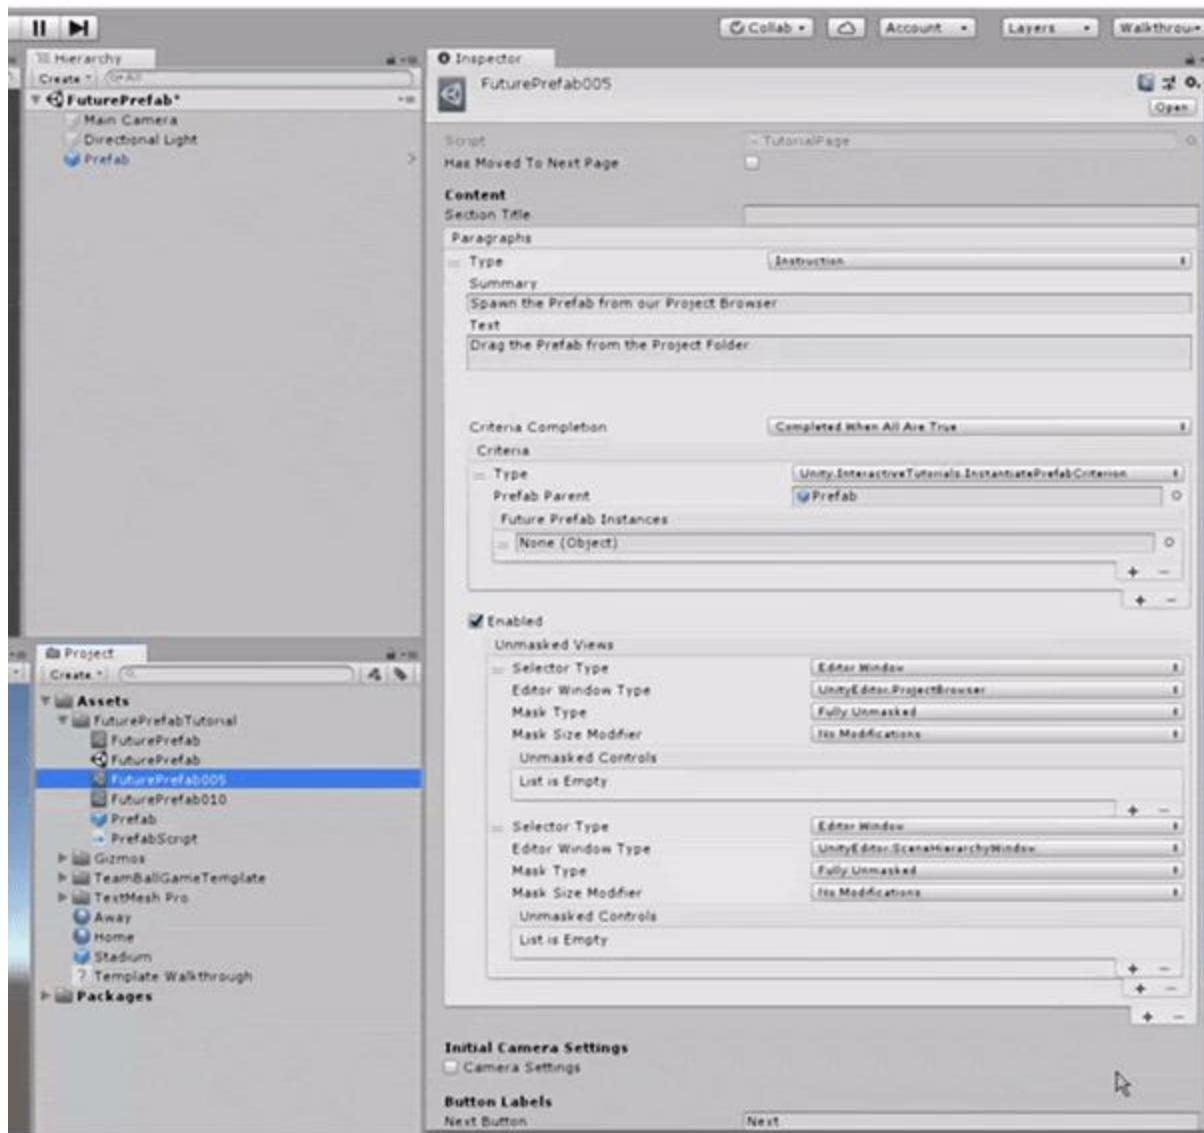 Collab
Account
Layers
Walkthrou
Hierarchy
Create
All
FuturePrefab*
Main Camera
Directional Light
Prefab
Project
Create
Assets
FuturePrefabTutorial
FuturePrefab
FuturePrefab
FuturePrefab005
FuturePrefab010
Prefab
PrefabScript
Gizmos
TeamBallGameTemplate
TextMesh Pro
Away
Home
Stadium
Template Walkthrough
Packages
Inspector
FuturePrefab005
Open
Script TutorialPage
Has Moved To Next Page
Content
Section Title
Paragraphs
Type Instruction
Summary
Spawn the Prefab from our Project Browser
Text
Drag the Prefab from the Project Folder
Criteria Completion Completed When All Are True
Criteria
Type Unity.InteractiveTutorials.InstantiatePrefabCriterion
Prefab Parent Prefab
Future Prefab Instances
None (Object)
Enabled
Unmasked Views
Selector Type Editor Window
Editor Window Type UnityEditor.ProjectBrowser
Mask Type Fully Unmasked
Mask Size Modifier No Modifications
Unmasked Controls
List is Empty
Selector Type Editor Window
Editor Window Type UnityEditor.SceneHierarchyWindow
Mask Type Fully Unmasked
Mask Size Modifier No Modifications
Unmasked Controls
List is Empty
Initial Camera Settings
Camera Settings
Button Labels
Next Button Next